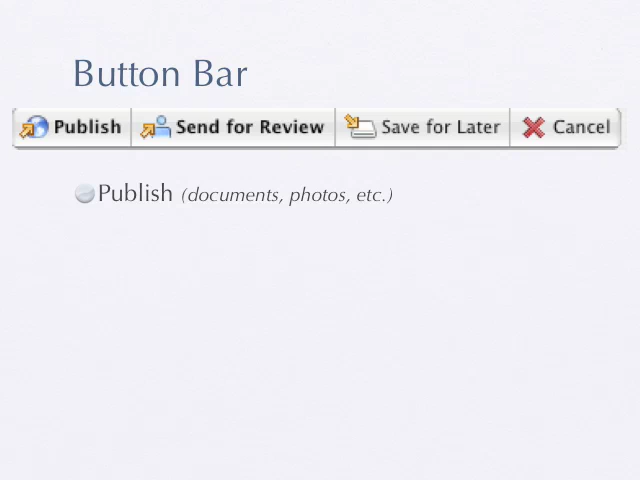 Button Bar
Publish Send for Review Save for Later Cancel
Publish (documents, photos, etc.)